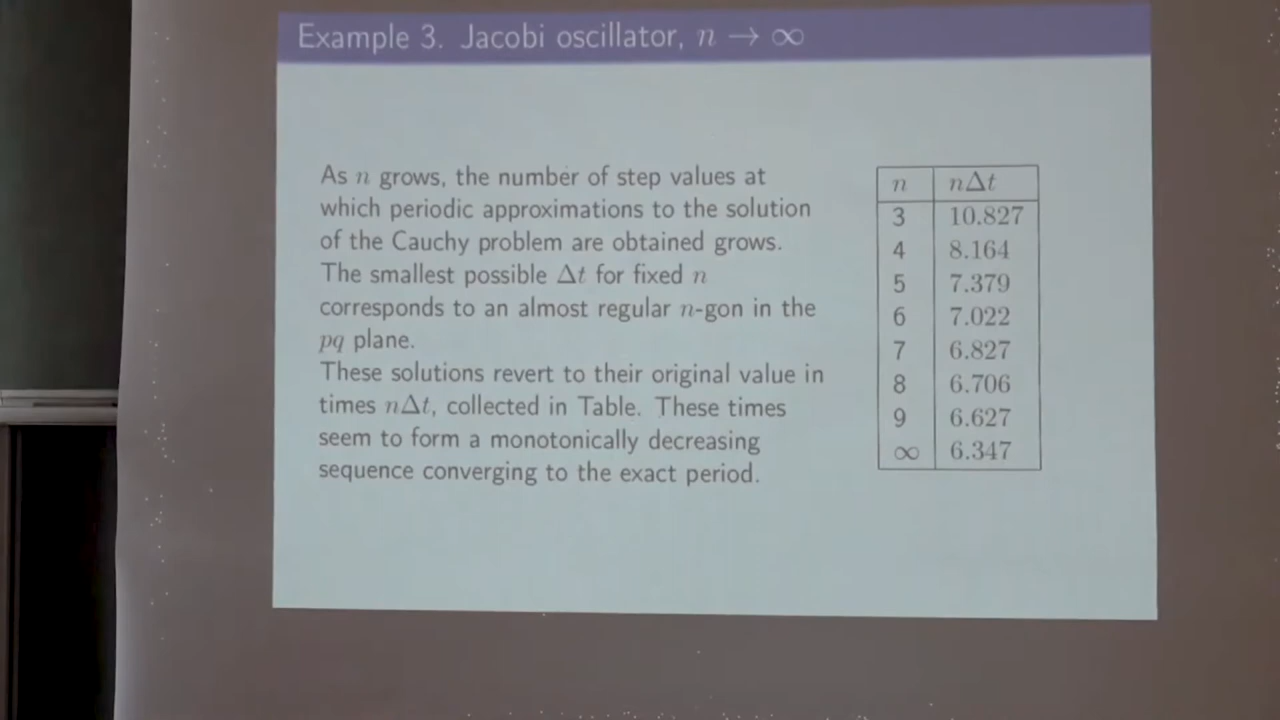 Example 3. Jacobi oscillator, n → ∞
As n grows, the number of step values at
which periodic approximations to the solution
of the Cauchy problem are obtained grows.
The smallest possible Δt for fixed n
corresponds to an almost regular n-gon in the
pq plane.
These solutions revert to their original value in
times nΔt, collected in Table. These times
seem to form a monotonically decreasing
sequence converging to the exact period.
n nΔt
3 10.827
4 8.164
5 7.379
6 7.022
7 6.827
8 6.706
9 6.627
∞ 6.347